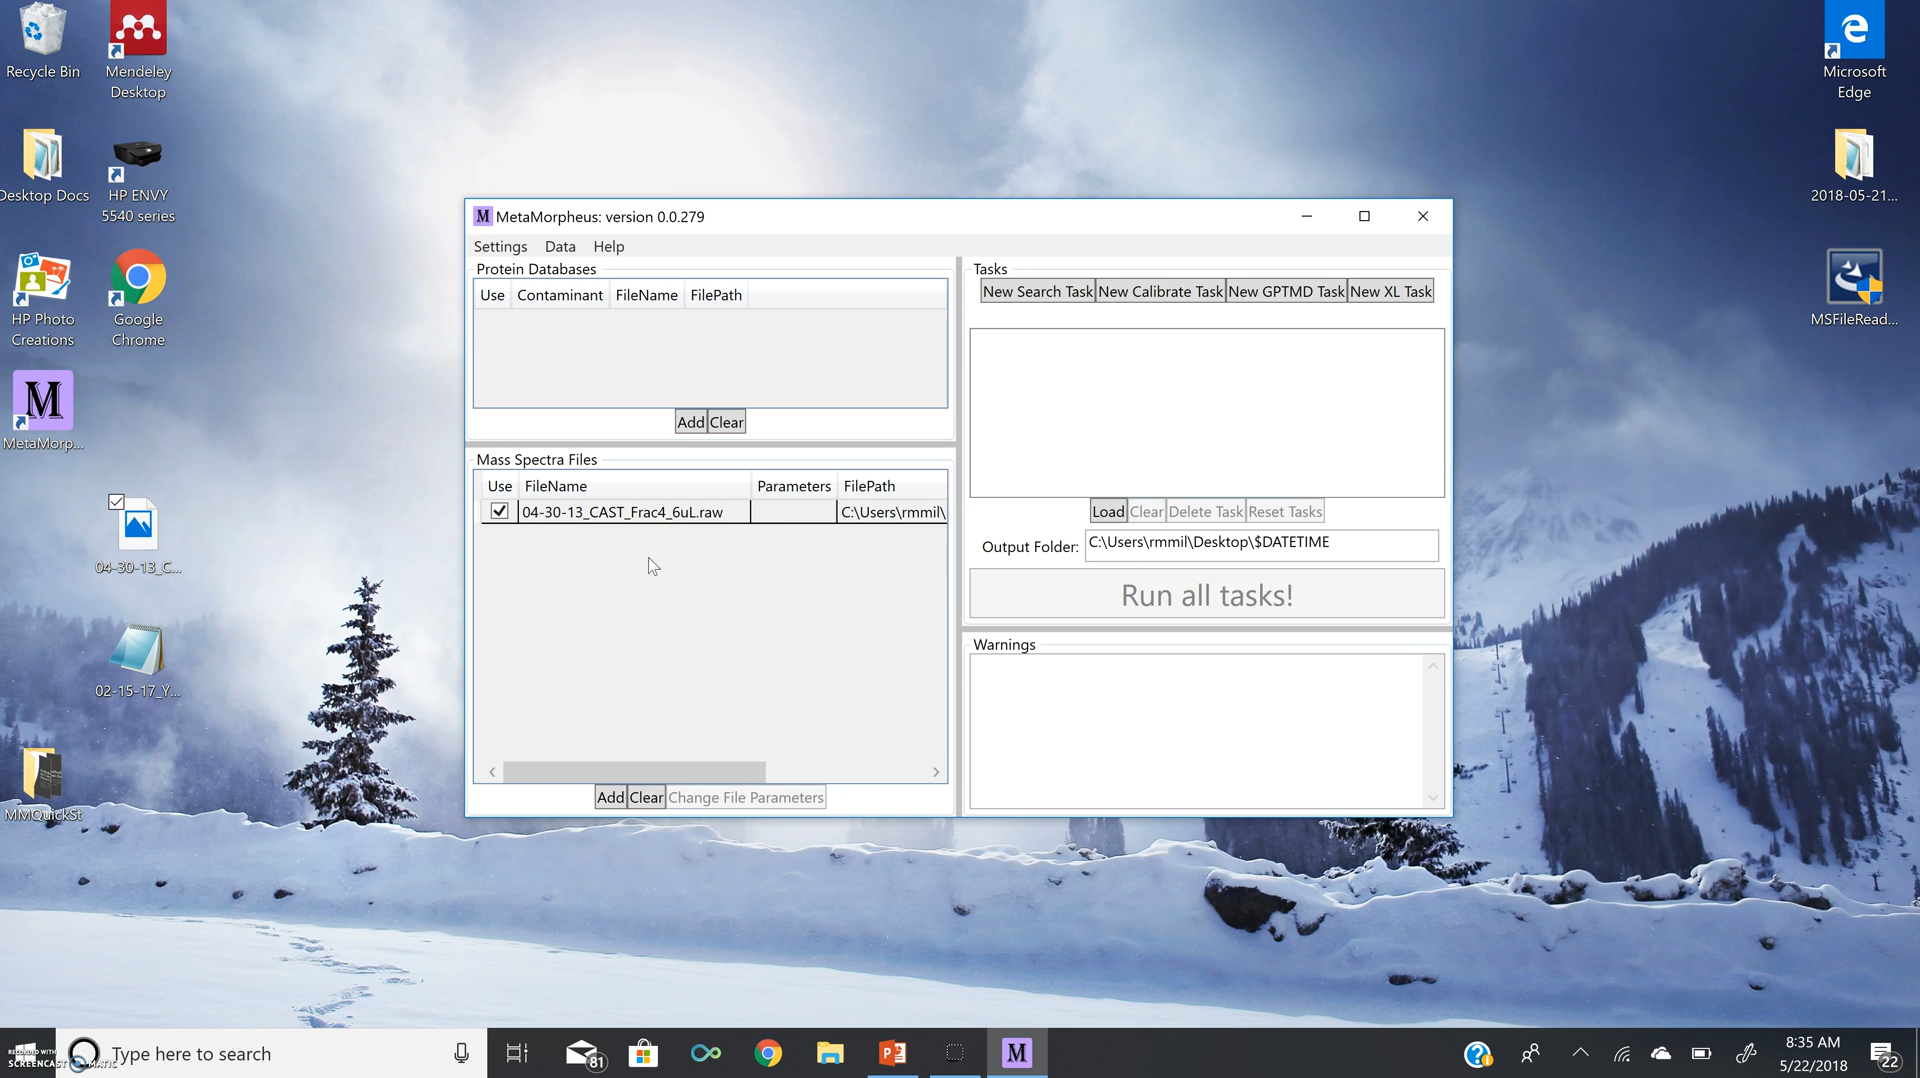 Recycle Bin
Mendeley
Desktop
Desktop Docs
HP ENVY
5540 series
HP Photo
Creations
Google
Chrome
MetaMorp...
04-30-13_C...
02-15-17_Y...
MMQuickSt
Microsoft
Edge
2018-05-21...
MSFileRead...
M MetaMorpheus: version 0.0.279
Settings Data Help
Protein Databases
Use Contaminant FileName FilePath
Add Clear
Mass Spectra Files
Use FileName Parameters FilePath
04-30-13_CAST_Frac4_6uL.raw C:\Users\rmmil\
Add Clear Change File Parameters
Tasks
New Search Task New Calibrate Task New GPTMD Task New XL Task
Load Clear Delete Task Reset Tasks
Output Folder: C:\Users\rmmil\Desktop\$DATETIME
Run all tasks!
Warnings
RECORDED WITH
SCREENCAST-O-MATIC
Type here to search
81
M
8:35 AM
5/22/2018
22